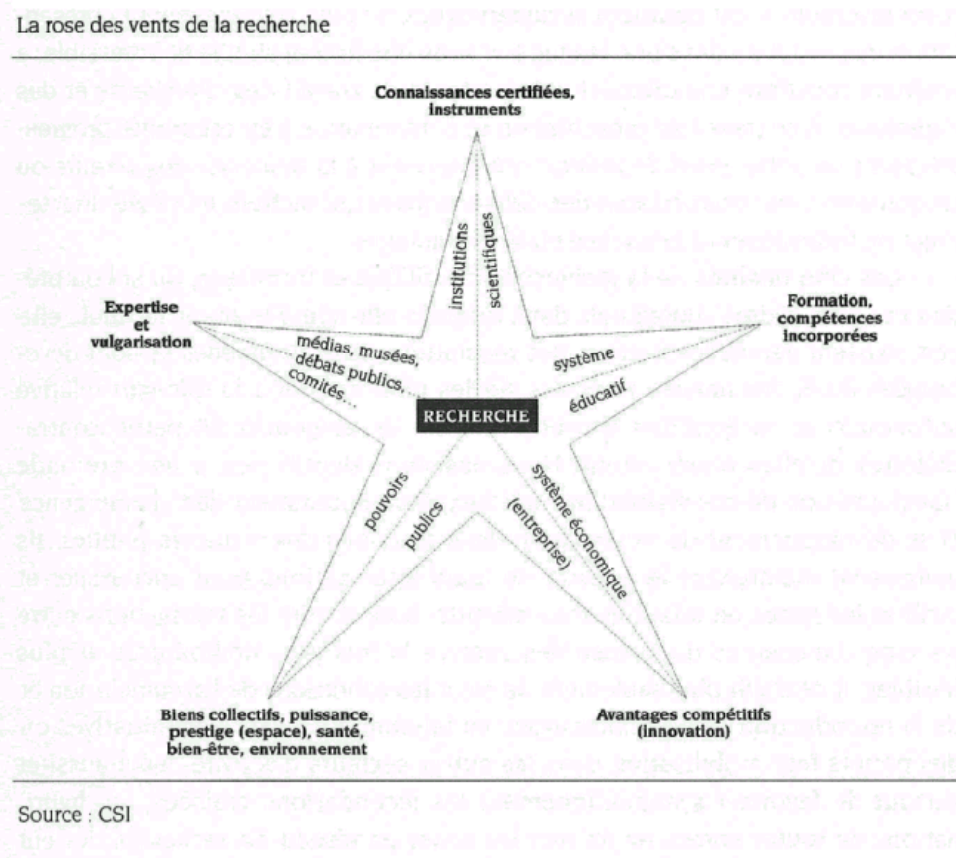 La rose des vents de la recherche
Connaissances certifiées,
instruments
institutions
scientifiques
Expertise
et
vulgarisation
médias, musées,
débats publics,
comités...
Formation,
compétences
incorporées
système
éducatif
RECHERCHE
pouvoirs
publics
système économique
(entreprise)
Biens collectifs, puissance,
prestige (espace), santé,
bien-être, environnement
Avantages compétitifs
(innovation)
Source : CSI